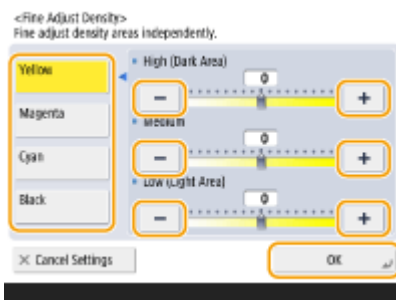 <Fine Adjust Density>
Fine adjust density areas independently.
Yellow
Magenta
Cyan
Black
High (Dark Area)
0
− +
Medium
0
− +
Low (Light Area)
0
− +
× Cancel Settings
OK